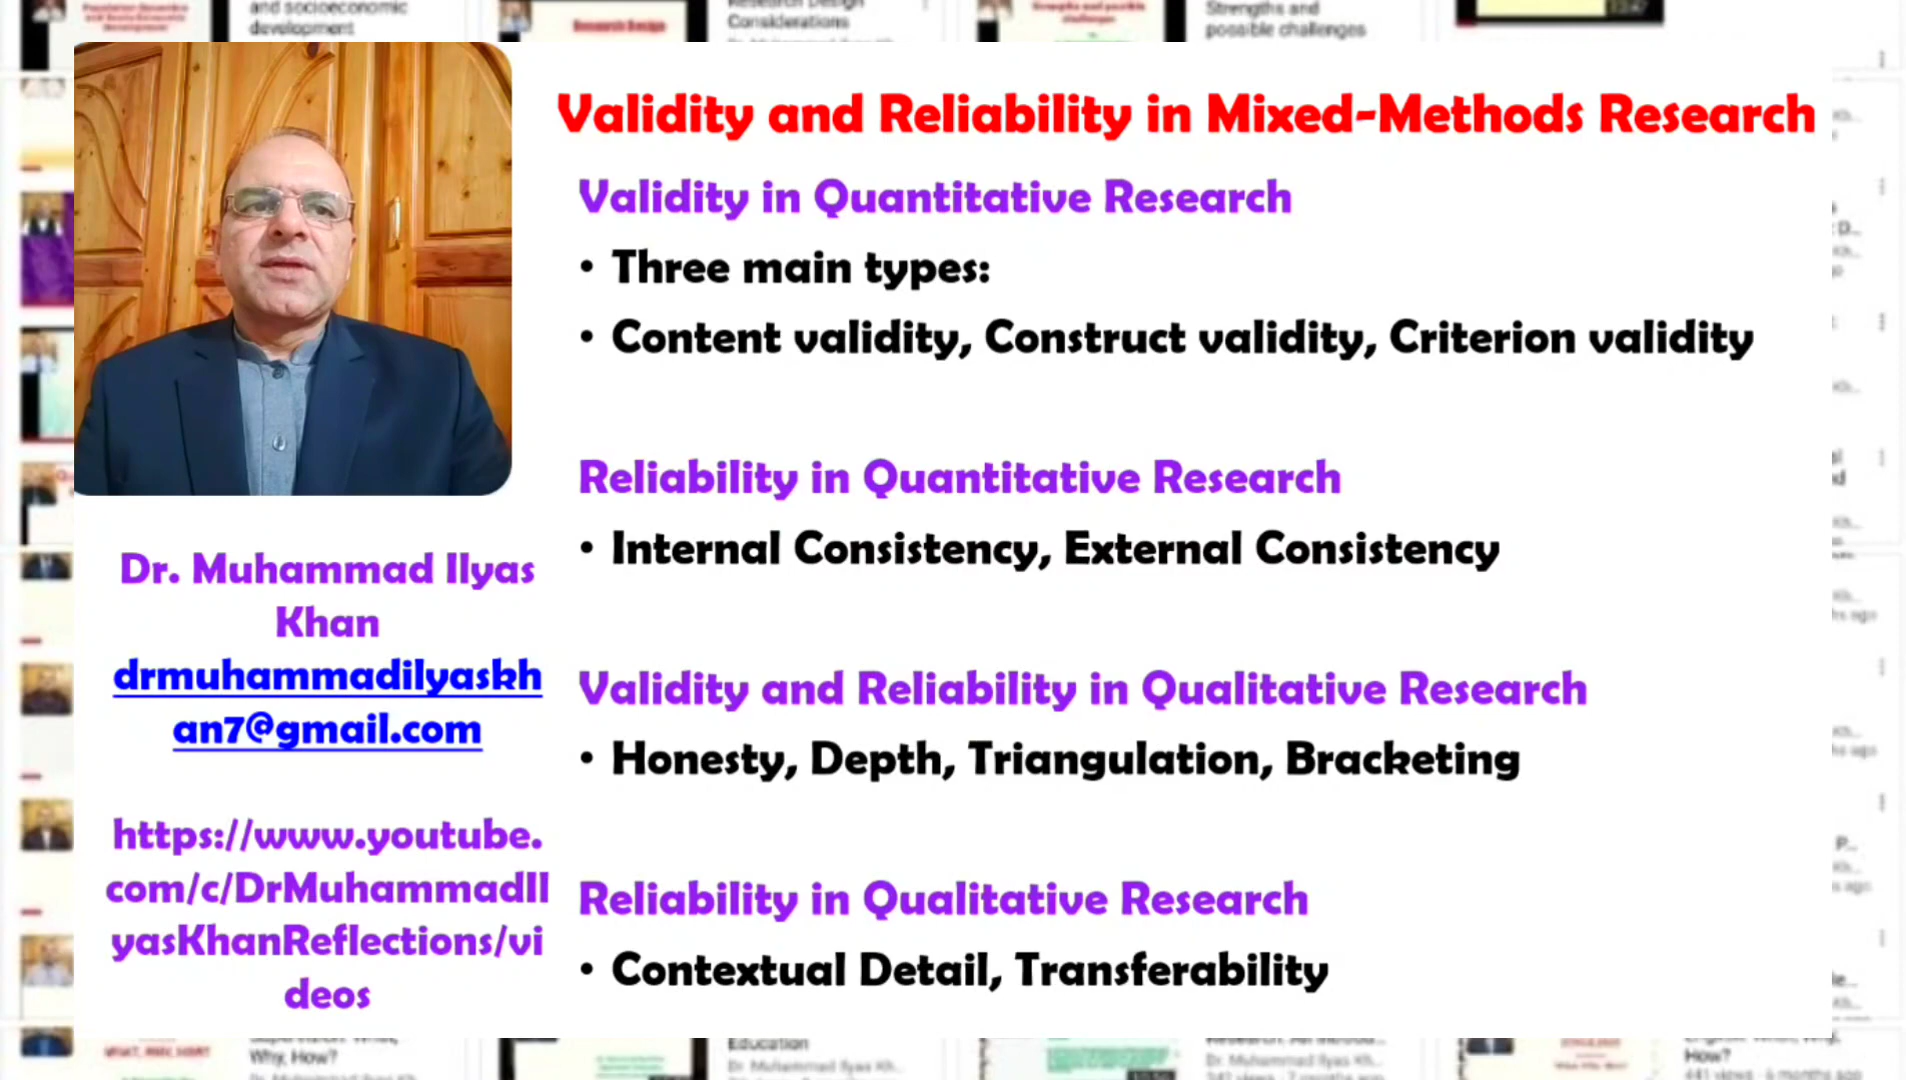 and socioeconomic
development
Research Design
Considerations
Strengths and
possible challenges
Validity and Reliability in Mixed-Methods Research
Validity in Quantitative Research
• Three main types:
• Content validity, Construct validity, Criterion validity
Reliability in Quantitative Research
• Internal Consistency, External Consistency
Validity and Reliability in Qualitative Research
• Honesty, Depth, Triangulation, Bracketing
Reliability in Qualitative Research
• Contextual Detail, Transferability
Dr. Muhammad Ilyas
Khan
drmuhammadilyaskh
an7@gmail.com
https://www.youtube.
com/c/DrMuhammadIl
yasKhanReflections/vi
deos
Why, How?
Education
How?